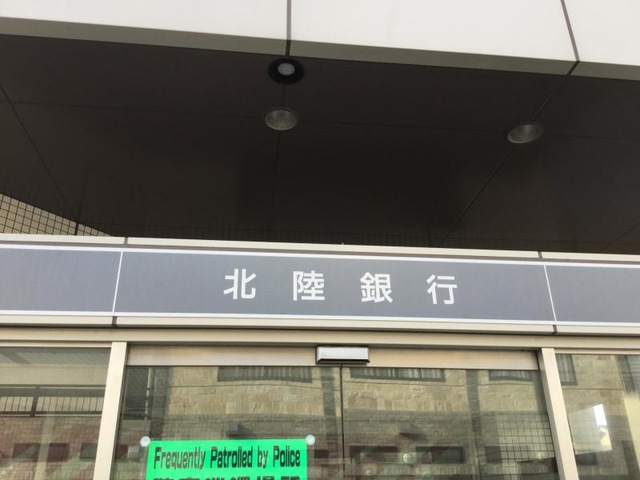 北陸銀行
Frequently Patrolled by Police